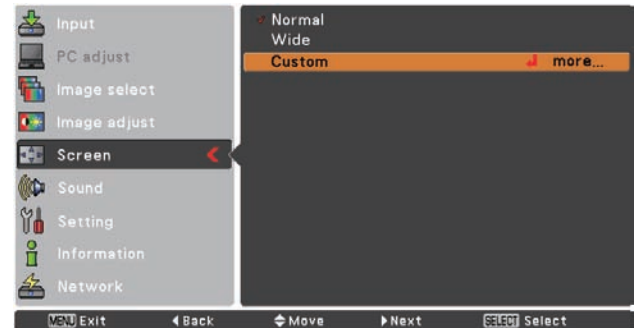 Input
PC adjust
Image select
Image adjust
Screen
Sound
Setting
Information
Network
Normal
Wide
Custom more...
MENU Exit Back Move Next SELECT Select